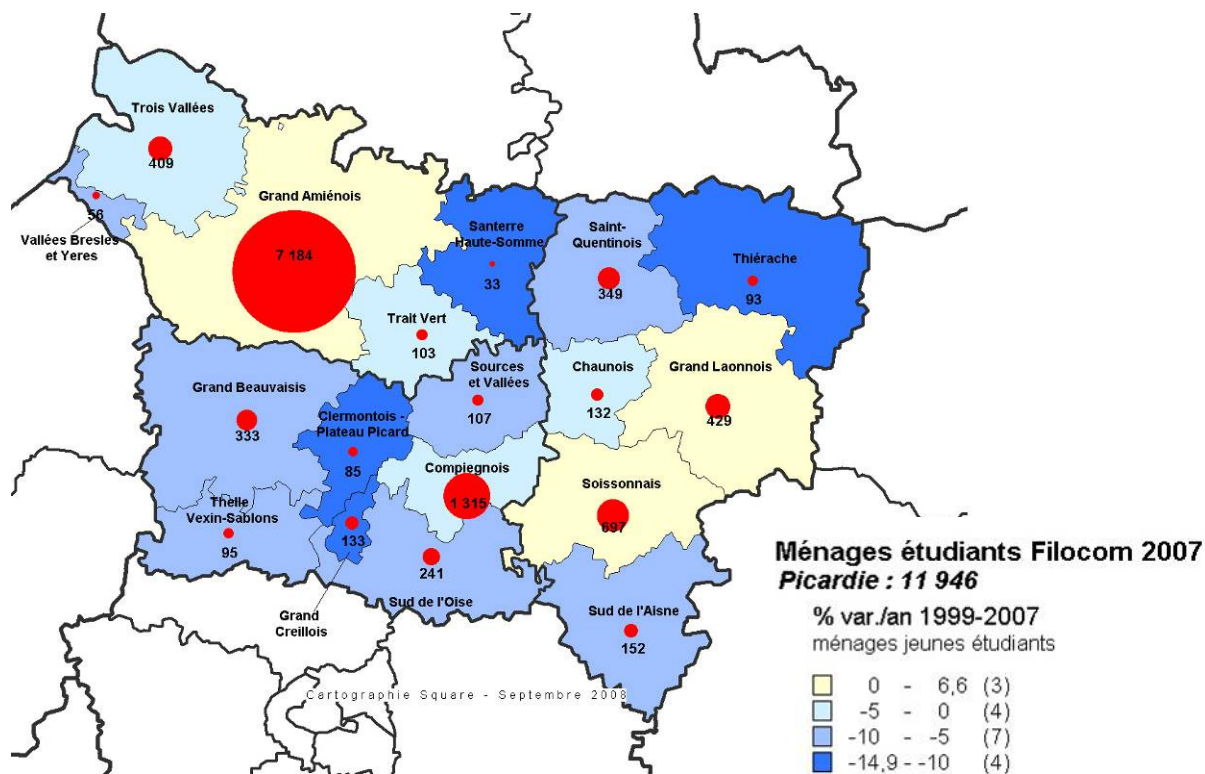 Trois Vallées
409
Grand Amiénois
56
Vallées Bresles
et Yeres
7 184
Santerre
Haute-Somme
33
Saint-
Quentinois
349
Thiérache
93
Trait Vert
103
Grand Beauvaisis
333
Sources
et Vallées
107
Chaunois
132
Grand Laonnois
429
Clermontois -
Plateau Picard
85
Compiegnois
1 315
Soissonnais
697
Thelle
Vexin-Sablons
95
133
241
Grand
Creillois
Sud de l'Oise
Sud de l'Aisne
152
Cartographie Square - Septembre 2008
Ménages étudiants Filocom 2007
Picardie : 11 946
% var./an 1999-2007
ménages jeunes étudiants
0 - 6,6 (3)
-5 - 0 (4)
-10 - -5 (7)
-14,9 - -10 (4)